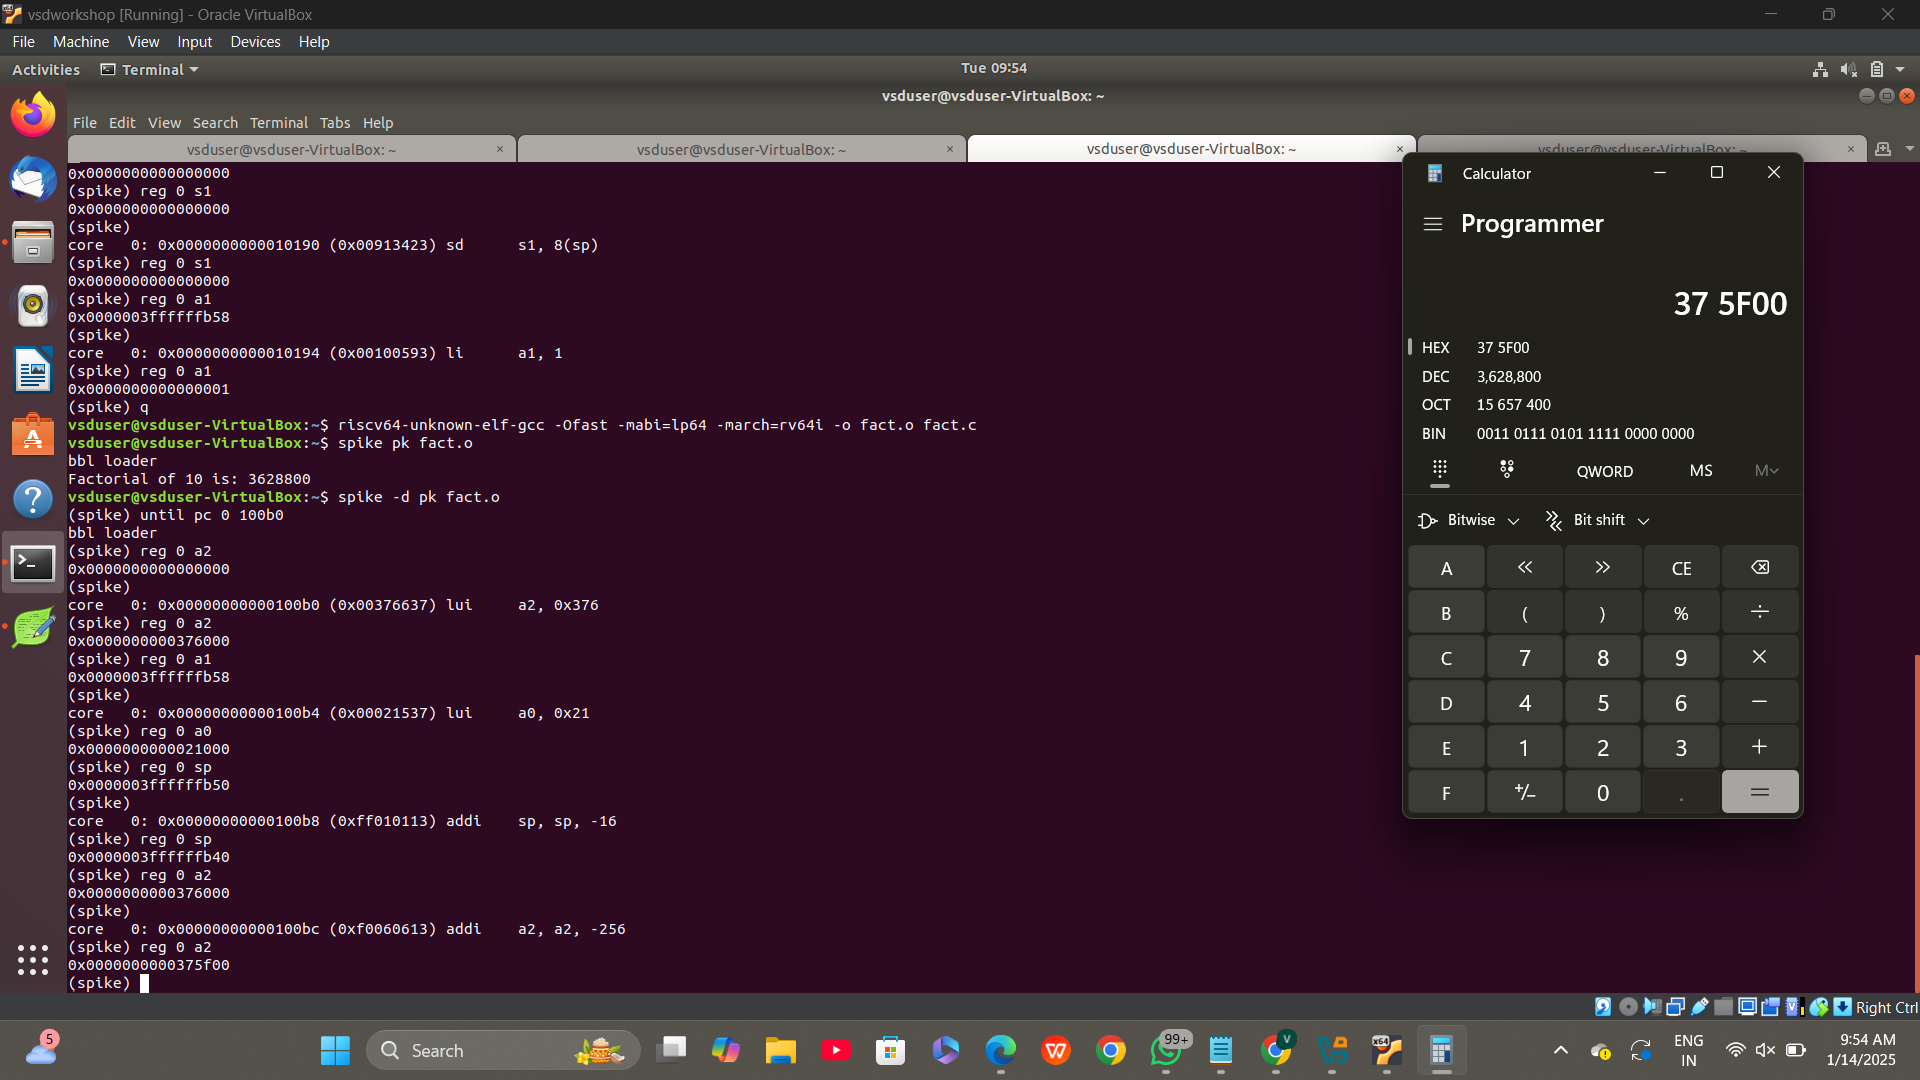 vsdworkshop [Running] - Oracle VirtualBox
File Machine View Input Devices Help
Activities Terminal Tue 09:54
vsduser@vsduser-VirtualBox: ~
File Edit View Search Terminal Tabs Help
vsduser@vsduser-VirtualBox: ~ × vsduser@vsduser-VirtualBox: ~ × vsduser@vsduser-VirtualBox: ~ × vsduser@vsduser-VirtualBox: ~ ×
0x0000000000000000
(spike) reg 0 s1
0x0000000000000000
(spike)
core 0: 0x0000000000010190 (0x00913423) sd s1, 8(sp)
(spike) reg 0 s1
0x0000000000000000
(spike) reg 0 a1
0x0000003ffffffb58
(spike)
core 0: 0x0000000000010194 (0x00100593) li a1, 1
(spike) reg 0 a1
0x0000000000000001
(spike) q
vsduser@vsduser-VirtualBox:~$ riscv64-unknown-elf-gcc -Ofast -mabi=lp64 -march=rv64i -o fact.o fact.c
vsduser@vsduser-VirtualBox:~$ spike pk fact.o
bbl loader
Factorial of 10 is: 3628800
vsduser@vsduser-VirtualBox:~$ spike -d pk fact.o
(spike) until pc 0 100b0
bbl loader
(spike) reg 0 a2
0x0000000000000000
(spike)
core 0: 0x00000000000100b0 (0x00376637) lui a2, 0x376
(spike) reg 0 a2
0x0000000000376000
(spike) reg 0 a1
0x0000003ffffffb58
(spike)
core 0: 0x00000000000100b4 (0x00021537) lui a0, 0x21
(spike) reg 0 a0
0x0000000000021000
(spike) reg 0 sp
0x0000003ffffffb50
(spike)
core 0: 0x00000000000100b8 (0xff010113) addi sp, sp, -16
(spike) reg 0 sp
0x0000003ffffffb40
(spike) reg 0 a2
0x0000000000376000
(spike)
core 0: 0x00000000000100bc (0xf0060613) addi a2, a2, -256
(spike) reg 0 a2
0x0000000000375f00
(spike)
Calculator
Programmer
37 5F00
HEX 37 5F00
DEC 3,628,800
OCT 15 657 400
BIN 0011 0111 0101 1111 0000 0000
QWORD MS M
Bitwise Bit shift
A << >> CE
B ( ) % ÷
C 7 8 9 ×
D 4 5 6 −
E 1 2 3 +
F +/− 0 . =
Right Ctrl
5 Search 99+ V ENG IN 9:54 AM
1/14/2025